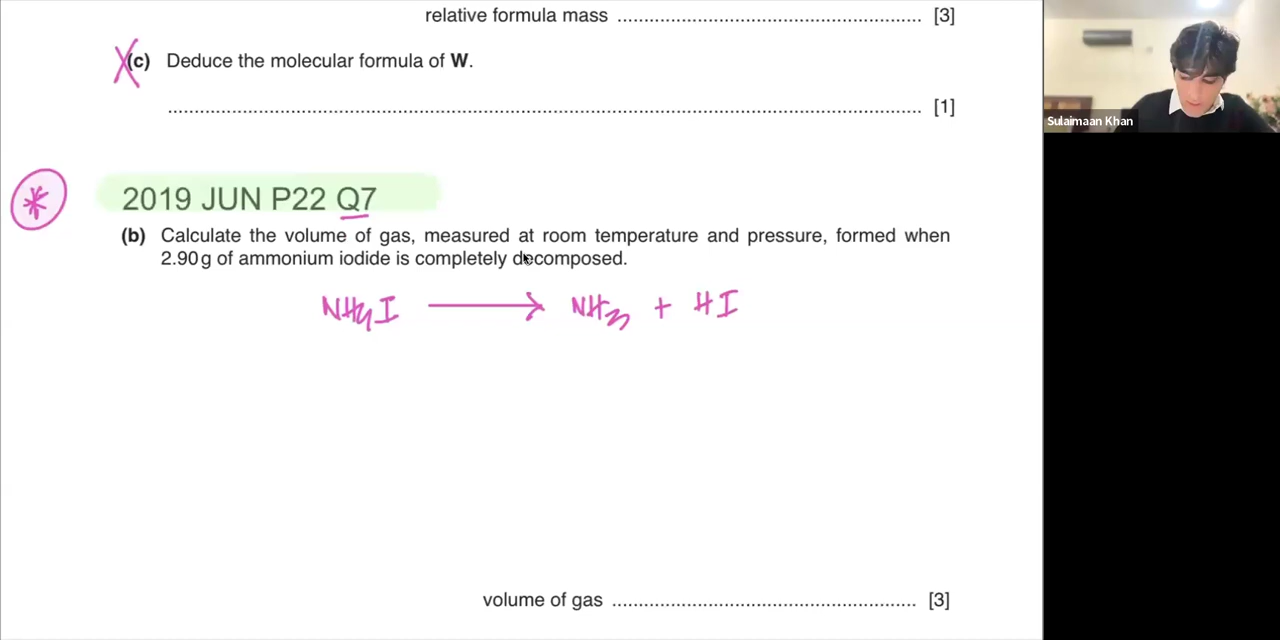 relative formula mass ........................................................ [3]
(c) Deduce the molecular formula of W.
................................................................................................................................................ [1]
Sulaimaan Khan
* 2019 JUN P22 Q7
(b) Calculate the volume of gas, measured at room temperature and pressure, formed when
2.90 g of ammonium iodide is completely decomposed.
NH4I ⟶ NH3 + HI
volume of gas ........................................................ [3]